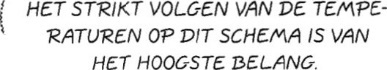 HET STRIKT VOLGEN VAN DE TEMPE-
RATUREN OP DIT SCHEMA IS VAN
HET HOOGSTE BELANG.